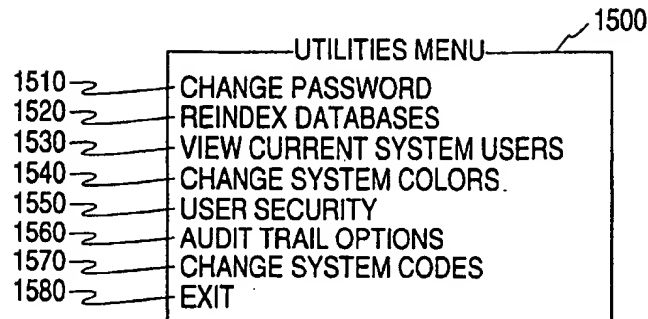 1500
UTILITIES MENU
1510 CHANGE PASSWORD
1520 REINDEX DATABASES
1530 VIEW CURRENT SYSTEM USERS
1540 CHANGE SYSTEM COLORS
1550 USER SECURITY
1560 AUDIT TRAIL OPTIONS
1570 CHANGE SYSTEM CODES
1580 EXIT